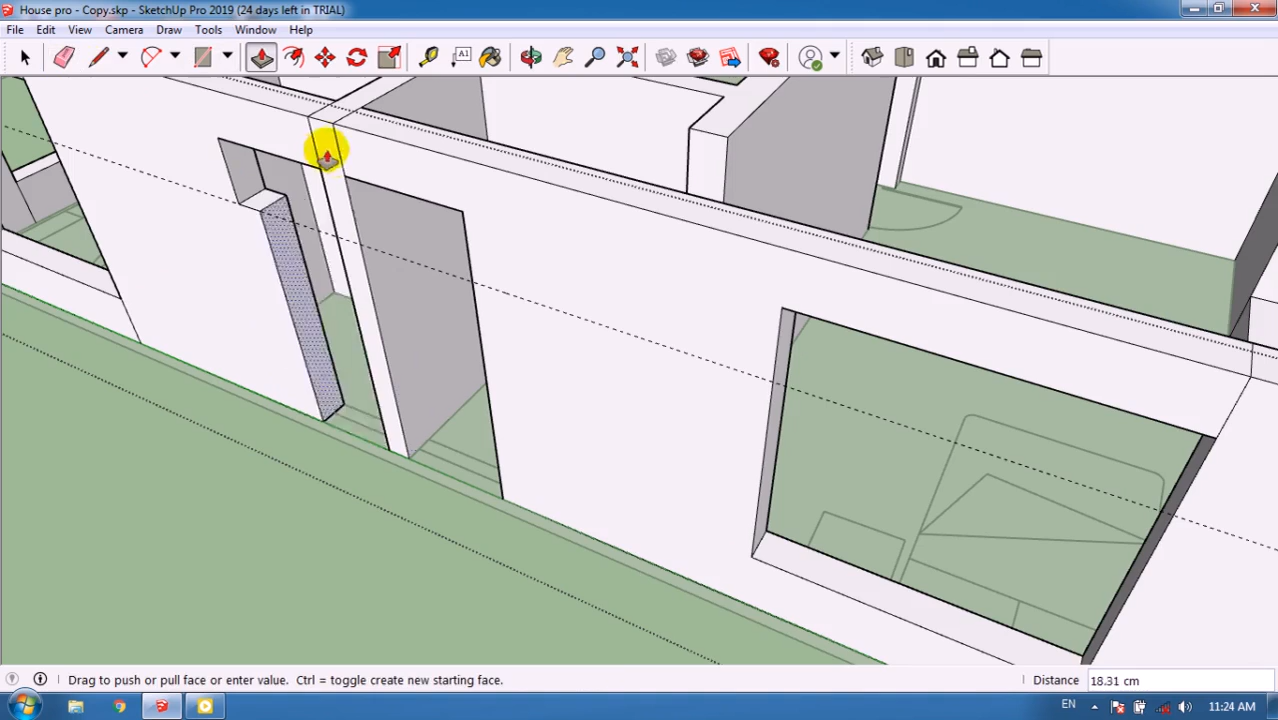 House pro - Copy.skp - SketchUp Pro 2019 (24 days left in TRIAL)
File Edit View Camera Draw Tools Window Help
A1
Drag to push or pull face or enter value. Ctrl = toggle create new starting face.
Distance 18.31 cm
EN 11:24 AM